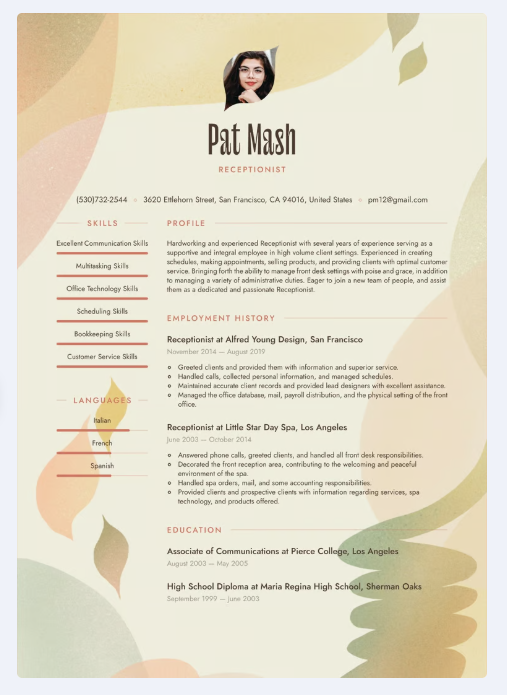 Pat Mash
RECEPTIONIST
(530)732-2544 3620 Ettlehorn Street, San Francisco, CA 94016, United States pm12@gmail.com
SKILLS
Excellent Communication Skills
Multitasking Skills
Office Technology Skills
Scheduling Skills
Bookkeeping Skills
Customer Service Skills
LANGUAGES
Italian
French
Spanish
PROFILE
Hardworking and experienced Receptionist with several years of experience serving as a
supportive and integral employee in high volume client settings. Experienced in creating
schedules, making appointments, selling products, and providing clients with optimal customer
service. Bringing forth the ability to manage front desk settings with poise and grace, in addition
to managing a variety of administrative duties. Eager to join a new team of people, and assist
them as a dedicated and passionate Receptionist.
EMPLOYMENT HISTORY
Receptionist at Alfred Young Design, San Francisco
November 2014 — August 2019
Greeted clients and provided them with information and superior service.
Handled calls, collected personal information, and managed schedules.
Maintained accurate client records and provided lead designers with excellent assistance.
Managed the office database, mail, payroll distribution, and the physical setting of the front
office.
Receptionist at Little Star Day Spa, Los Angeles
June 2003 — October 2014
Answered phone calls, greeted clients, and handled all front desk responsibilities.
Decorated the front reception area, contributing to the welcoming and peaceful
environment of the spa.
Handled spa orders, mail, and some accounting responsibilities.
Provided clients and prospective clients with information regarding services, spa
technology, and products offered.
EDUCATION
Associate of Communications at Pierce College, Los Angeles
August 2003 — May 2005
High School Diploma at Maria Regina High School, Sherman Oaks
September 1999 — June 2003